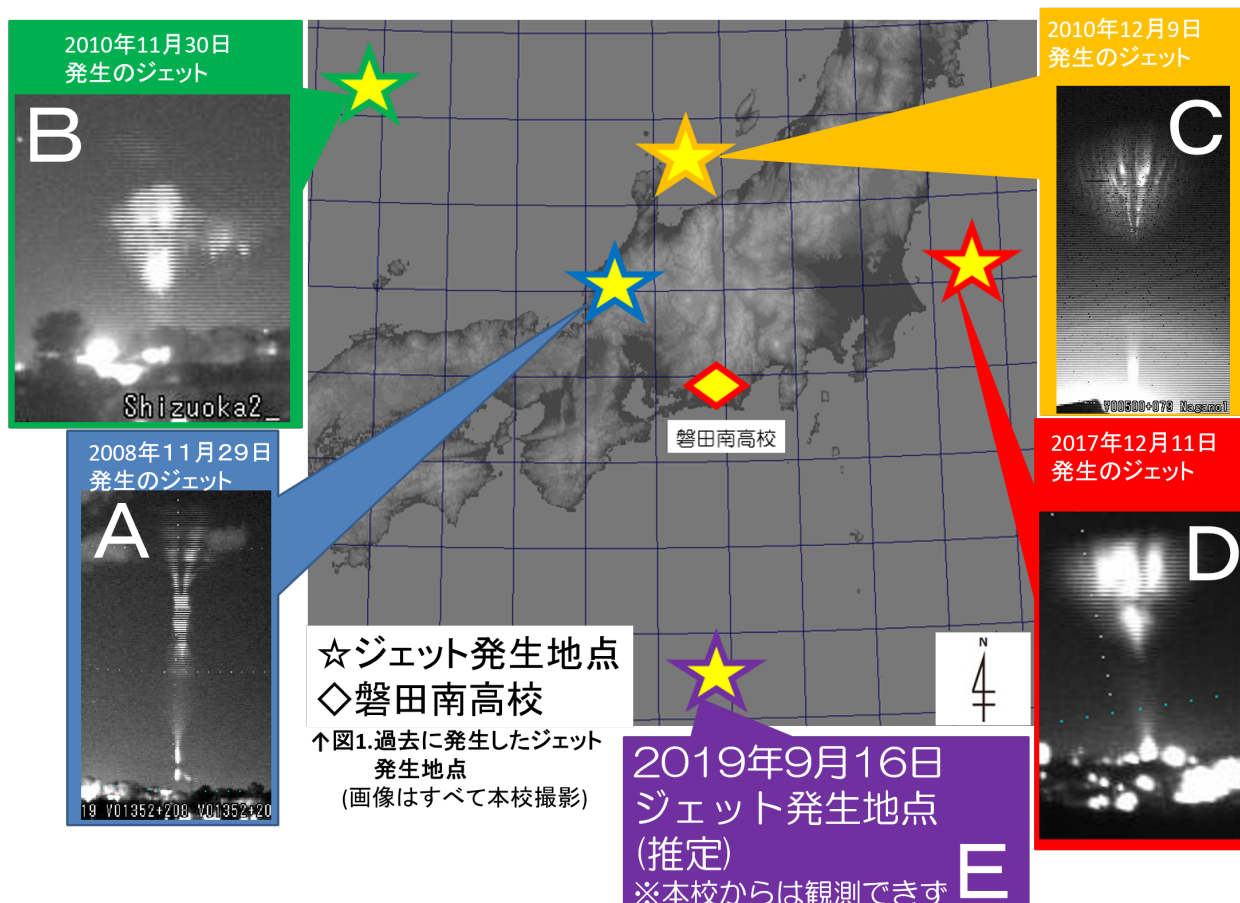 2010年11月30日
発生のジェット
B
Shizuoka2_
2008年11月29日
発生のジェット
A
19 V01352+208 V01352+20
2010年12月9日
発生のジェット
C
V00500+079 Nagano1
2017年12月11日
発生のジェット
D
磐田南高校
N
☆ジェット発生地点
◇磐田南高校
↑図1.過去に発生したジェット
発生地点
(画像はすべて本校撮影)
2019年9月16日
ジェット発生地点
(推定)
※本校からは観測できず
E